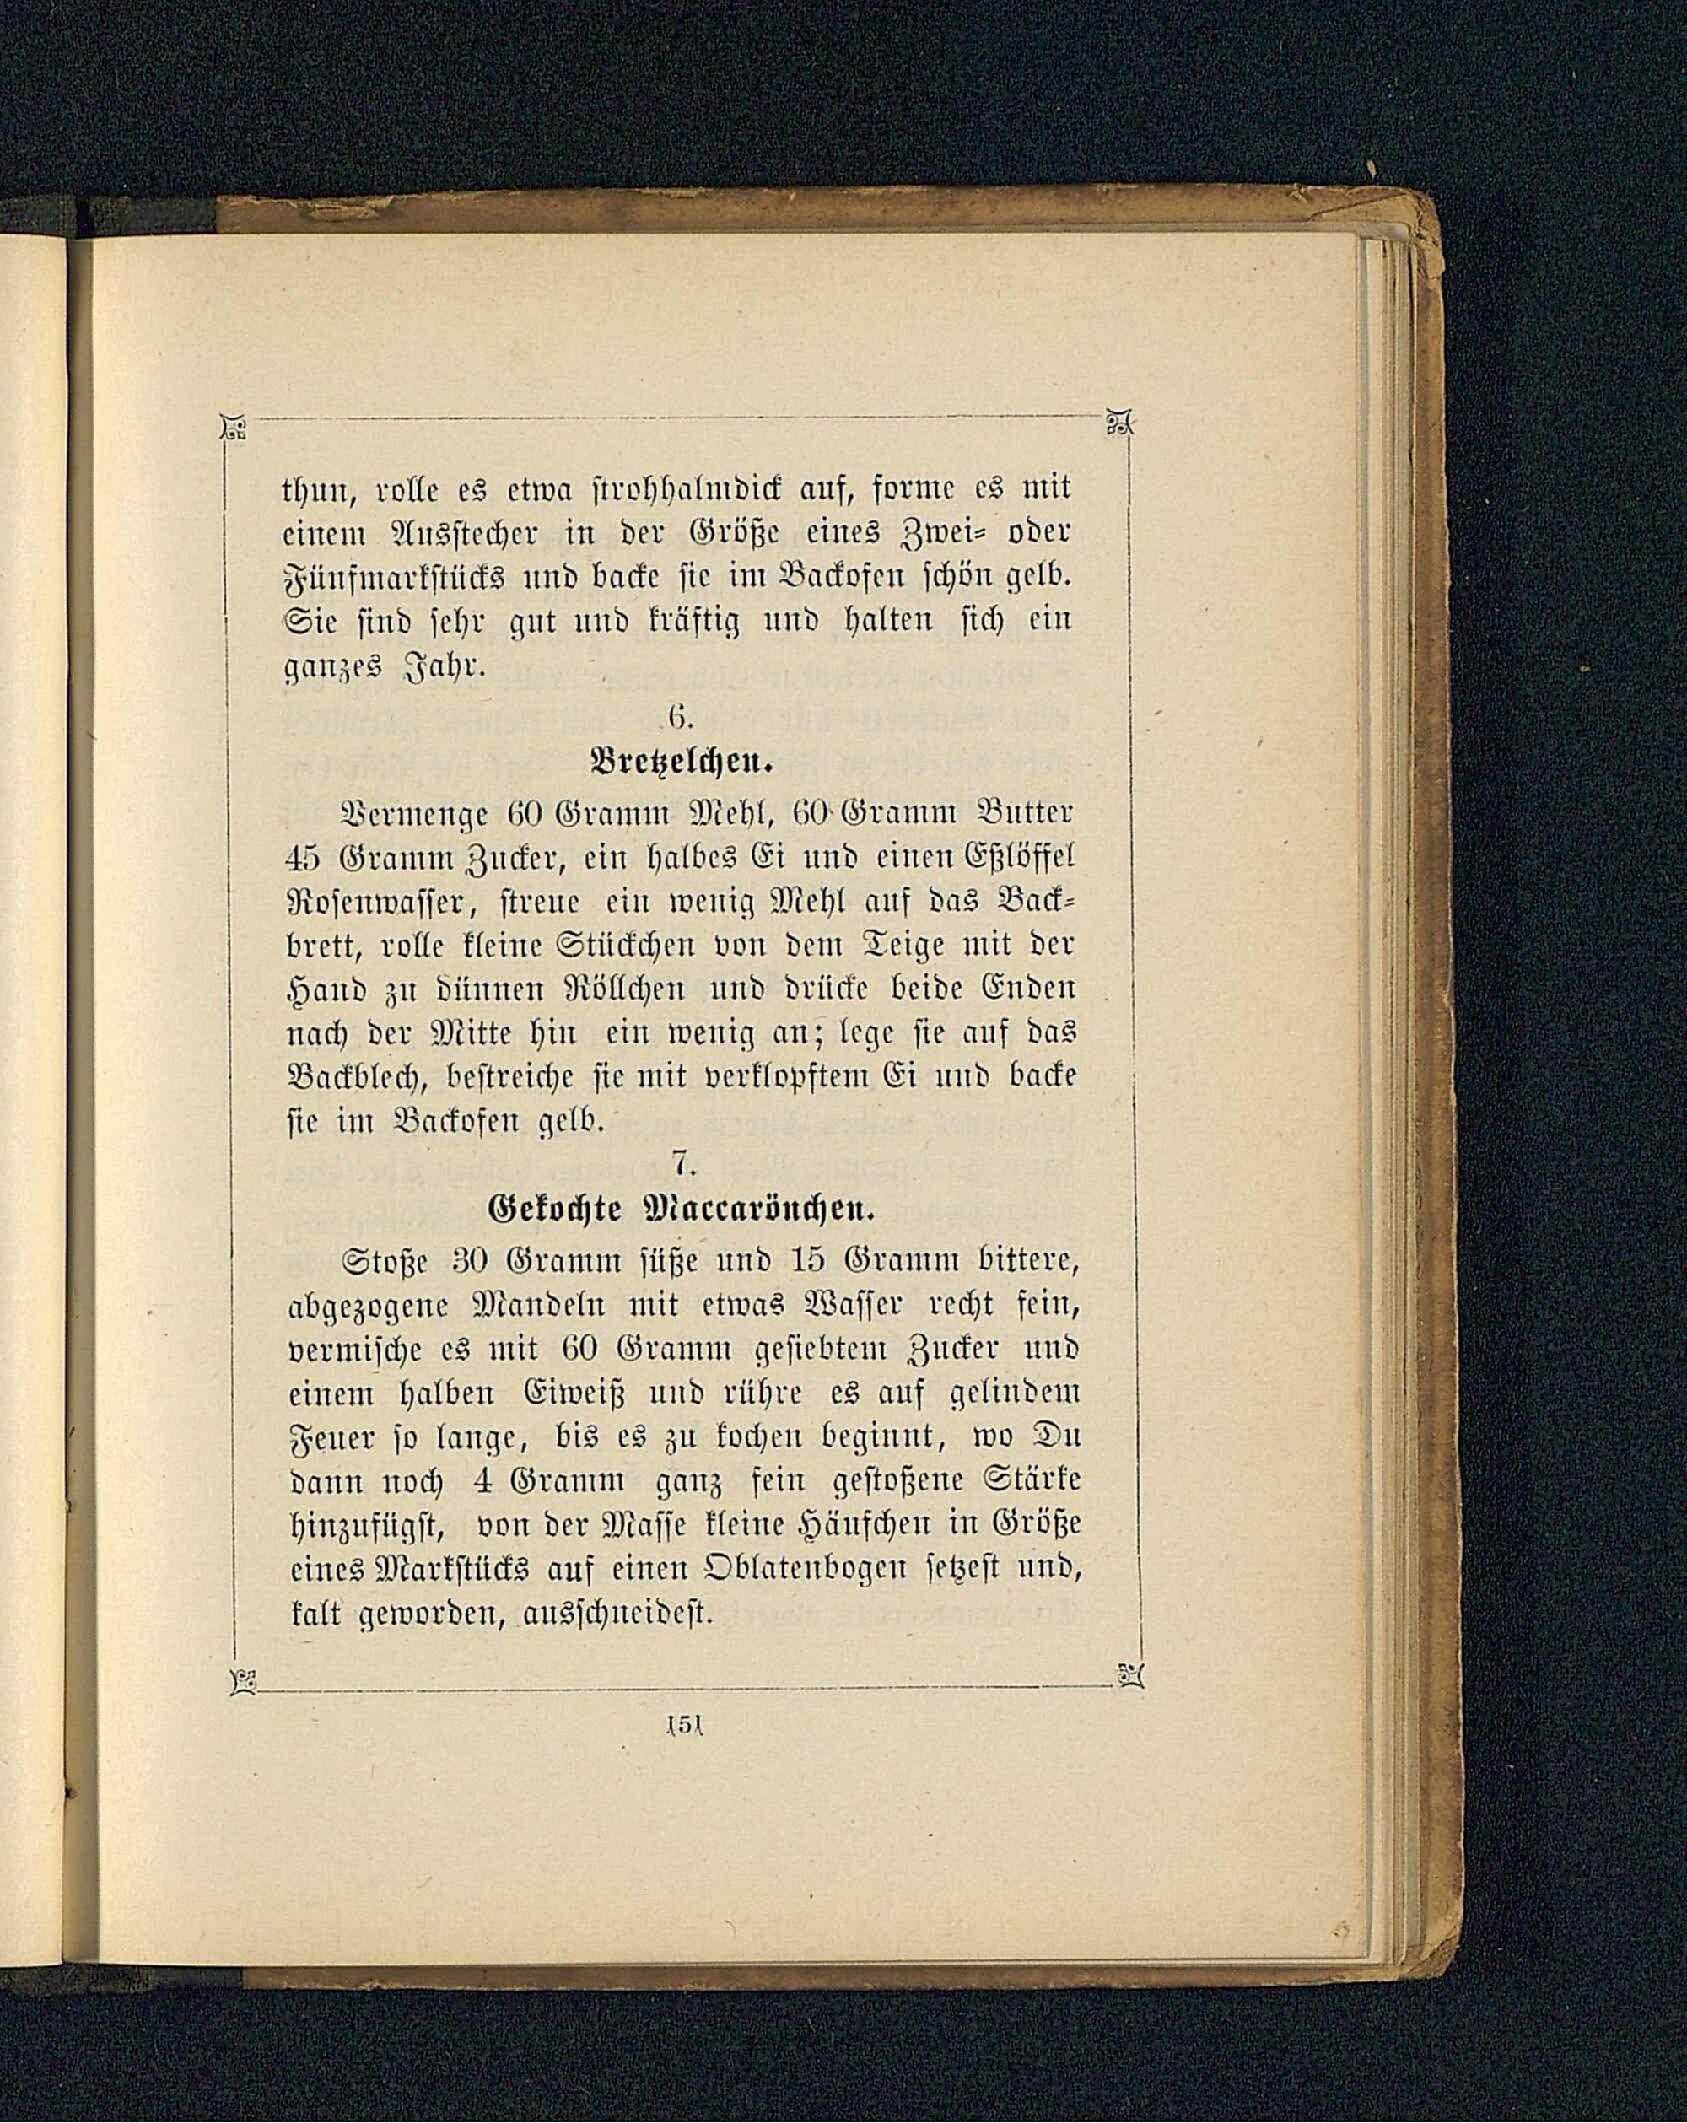 thun, rolle es etwa strohhalmdick auf, forme es mit
einem Ausstecher in der Größe eines Zwei- oder
Fünfmarkstücks und backe sie im Backofen schön gelb.
Sie sind sehr gut und kräftig und halten sich ein
ganzes Jahr.
6.
Bretzelchen.
Vermenge 60 Gramm Mehl, 60 Gramm Butter
45 Gramm Zucker, ein halbes Ei und einen Eßlöffel
Rosenwasser, streue ein wenig Mehl auf das Back-
brett, rolle kleine Stückchen von dem Teige mit der
Hand zu dünnen Röllchen und drücke beide Enden
nach der Mitte hin ein wenig an; lege sie auf das
Backblech, bestreiche sie mit verklopftem Ei und backe
sie im Backofen gelb.
7.
Gekochte Maccarönchen.
Stoße 30 Gramm süße und 15 Gramm bittere,
abgezogene Mandeln mit etwas Wasser recht fein,
vermische es mit 60 Gramm gesiebtem Zucker und
einem halben Eiweiß und rühre es auf gelindem
Feuer so lange, bis es zu kochen beginnt, wo Du
dann noch 4 Gramm ganz fein gestoßene Stärke
hinzufügst, von der Masse kleine Häufchen in Größe
eines Markstücks auf einen Oblatenbogen setzest und,
kalt geworden, ausschneidest.
5